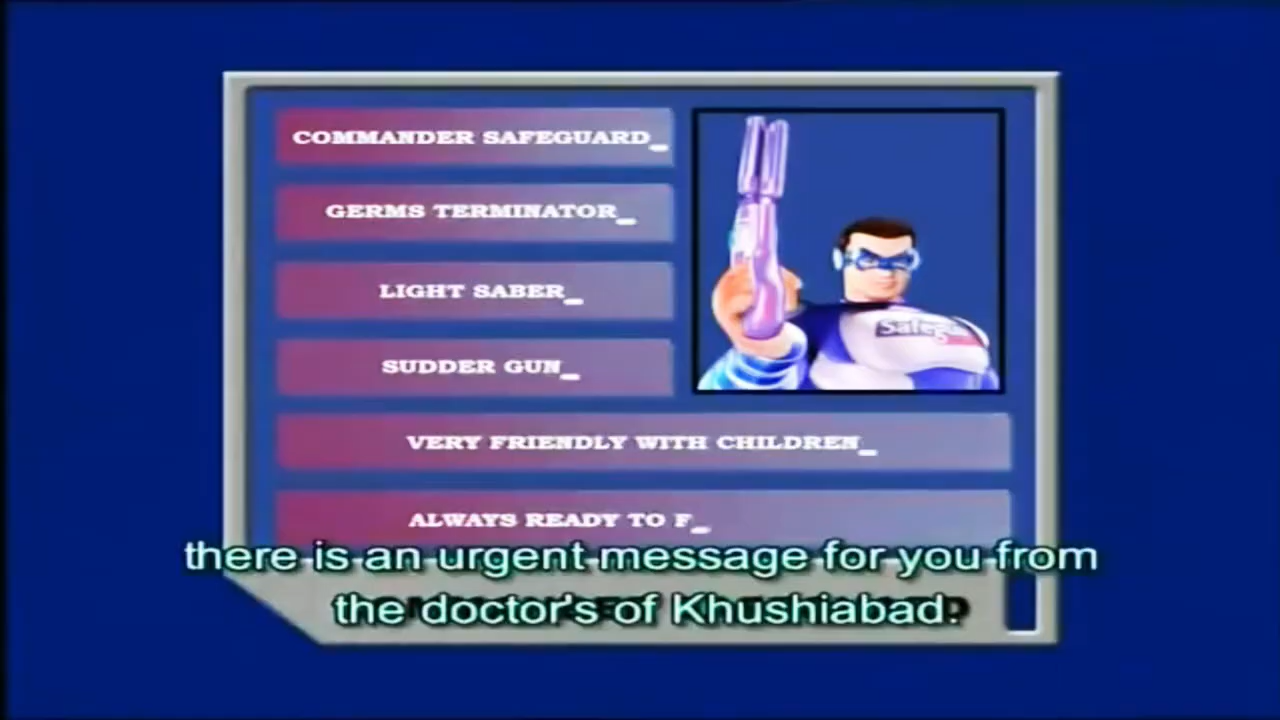 COMMANDER SAFEGUARD_
GERMS TERMINATOR_
LIGHT SABER_
SUDDER GUN_
VERY FRIENDLY WITH CHILDREN_
ALWAYS READY TO F_
there is an urgent message for you from
the doctor's of Khushiabad.